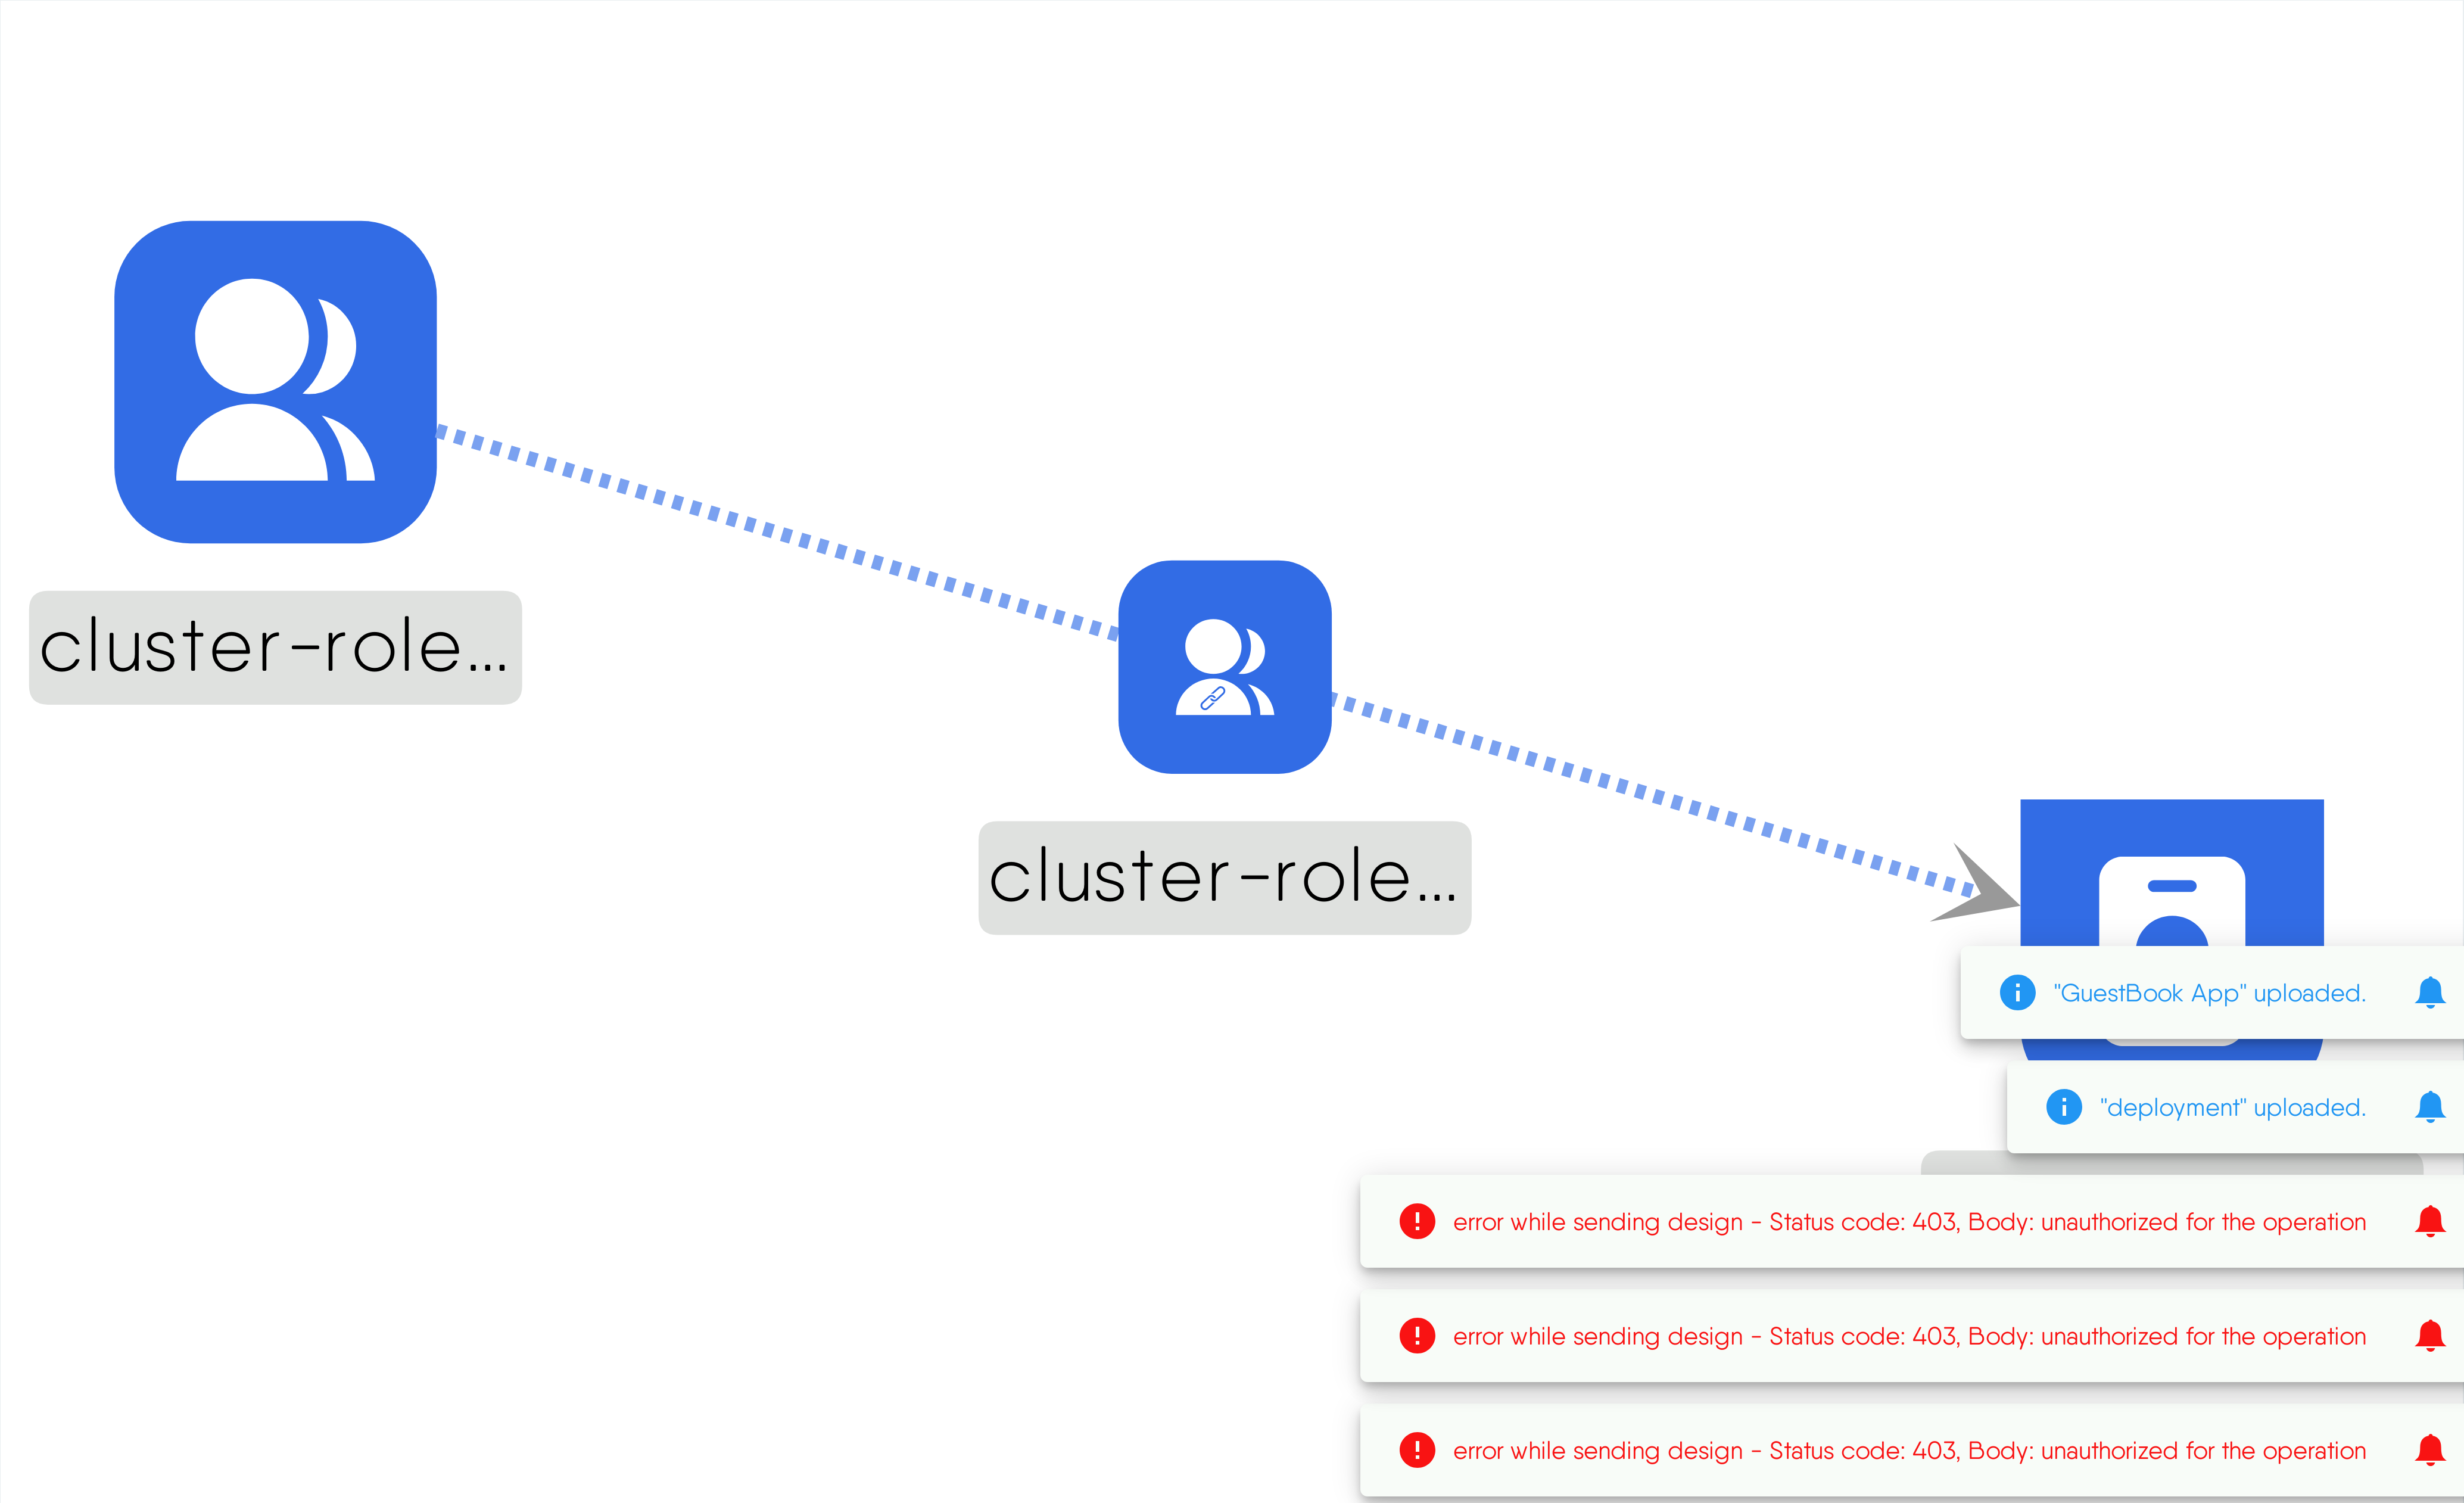 cluster-role...
cluster-role...
"GuestBook App" uploaded.
"deployment" uploaded.
error while sending design - Status code: 403, Body: unauthorized for the operation
error while sending design - Status code: 403, Body: unauthorized for the operation
error while sending design - Status code: 403, Body: unauthorized for the operation